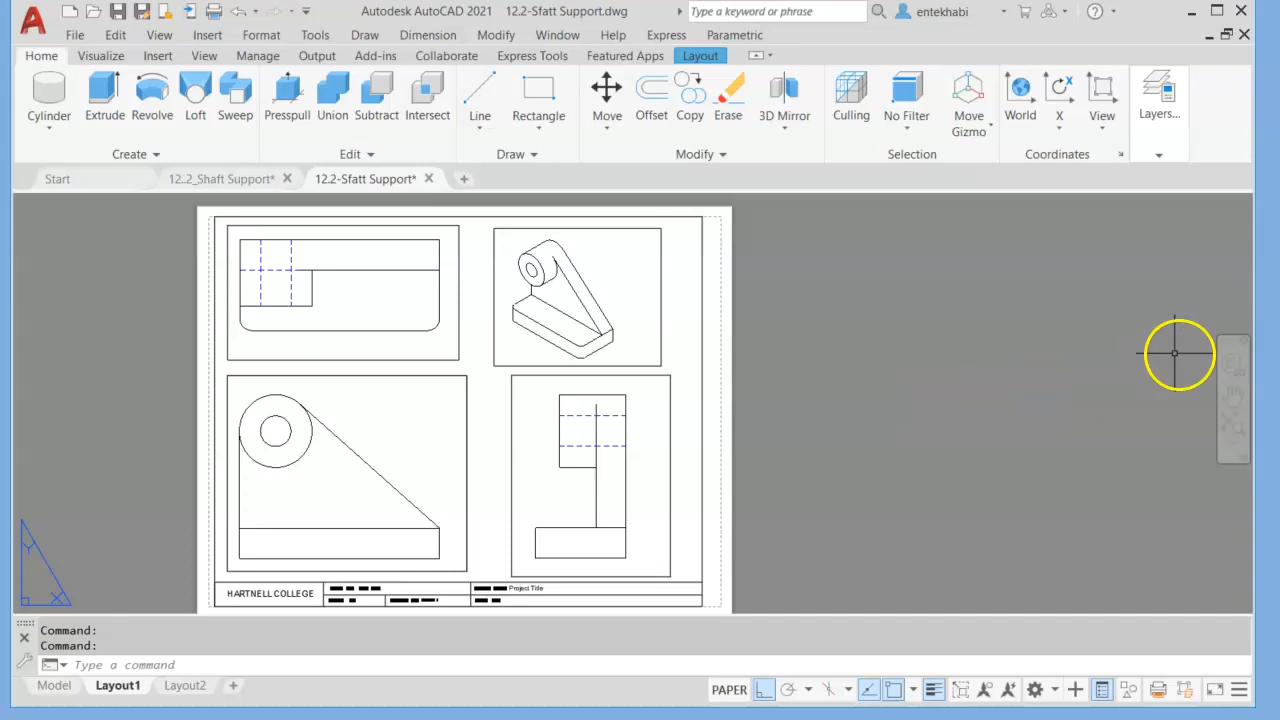 Autodesk AutoCAD 2021 12.2-Sfatt Support.dwg Type a keyword or phrase entekhabi
File Edit View Insert Format Tools Draw Dimension Modify Window Help Express Parametric
Home Visualize Insert View Manage Output Add-ins Collaborate Express Tools Featured Apps Layout
Cylinder Extrude Revolve Loft Sweep Presspull Union Subtract Intersect Line Rectangle Move Offset Copy Erase 3D Mirror Culling No Filter Move Gizmo World X View Layers...
Create Edit Draw Modify Selection Coordinates
Start 12..2_Shaft Support* 12.2-Sfatt Support*
HARTNELL COLLEGE
Project Title
Y
X
Command:
Command:
Type a command
Model Layout1 Layout2 PAPER